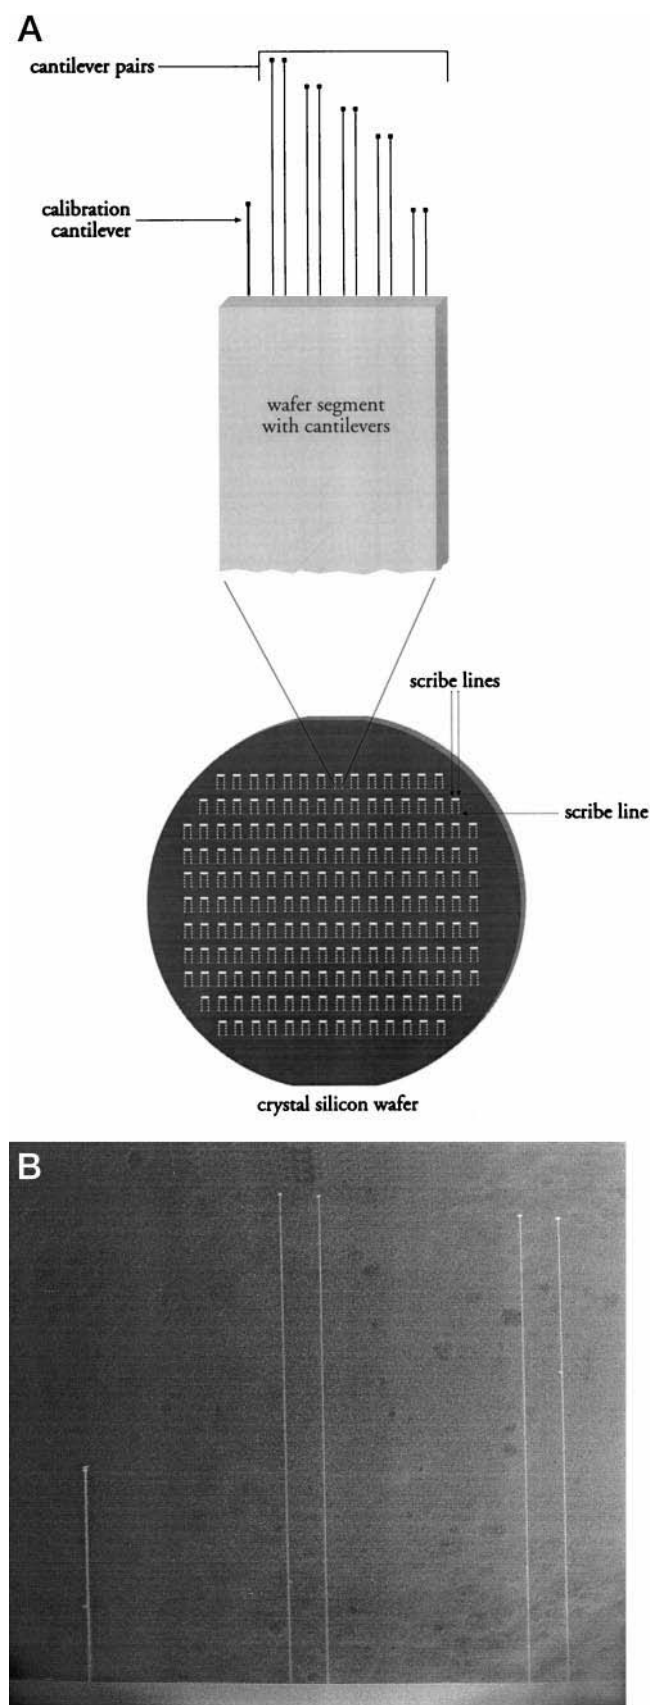 A
cantilever pairs
calibration
cantilever
wafer segment
with cantilevers
scribe lines
scribe line
crystal silicon wafer
B